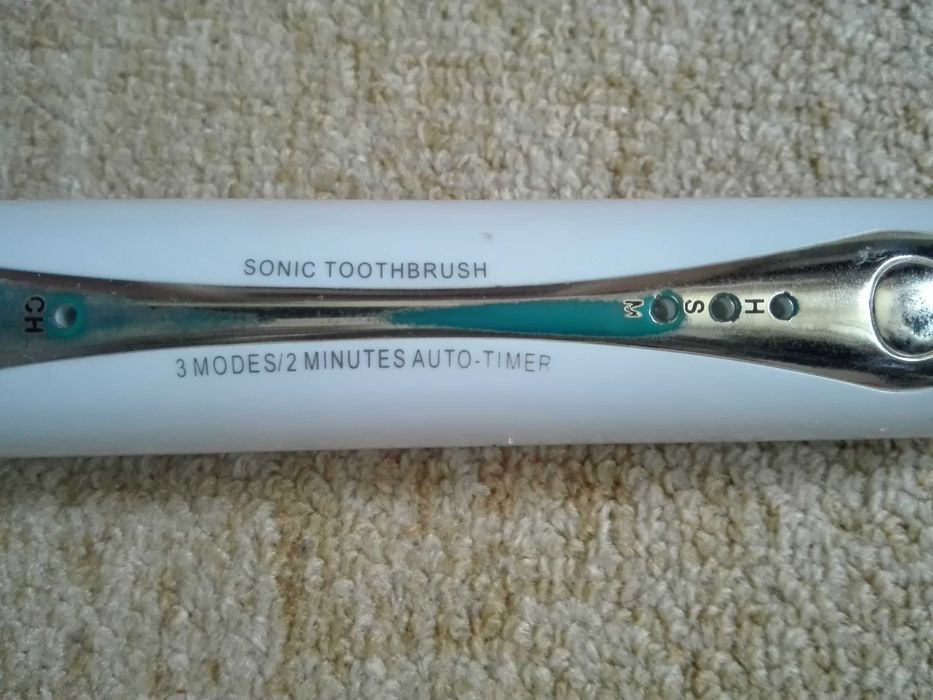 SONIC TOOTHBRUSH
CH
M S H
3 MODES/2 MINUTES AUTO-TIMER